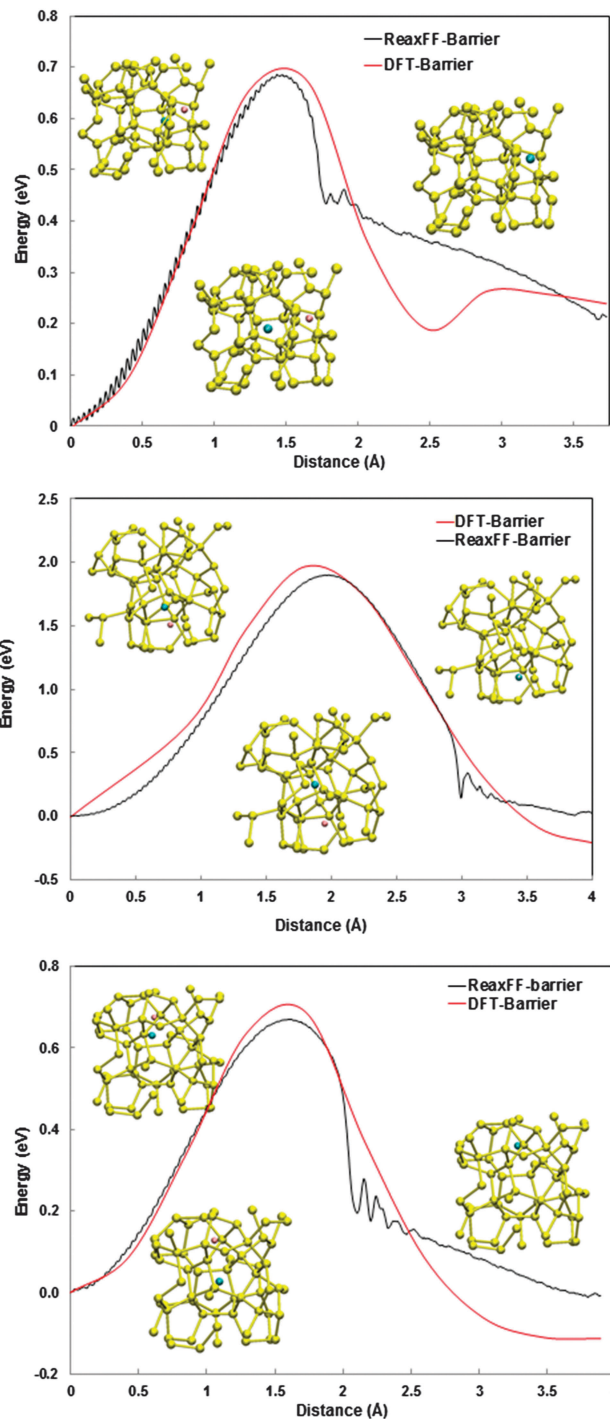 0.8
0.7
0.6
0.5
0.4
0.3
0.2
0.1
0
Energy (eV)
ReaxFF-Barrier
DFT-Barrier
0 0.5 1 1.5 2 2.5 3 3.5
Distance (Å)
2.5
2.0
1.5
1.0
0.5
0.0
-0.5
Energy (eV)
DFT-Barrier
ReaxFF-Barrier
0 0.5 1 1.5 2 2.5 3 3.5 4
Distance (Å)
0.8
0.6
0.4
0.2
0.0
-0.2
Energy (eV)
ReaxFF-barrier
DFT-Barrier
0 0.5 1 1.5 2 2.5 3 3.5
Distance (Å)